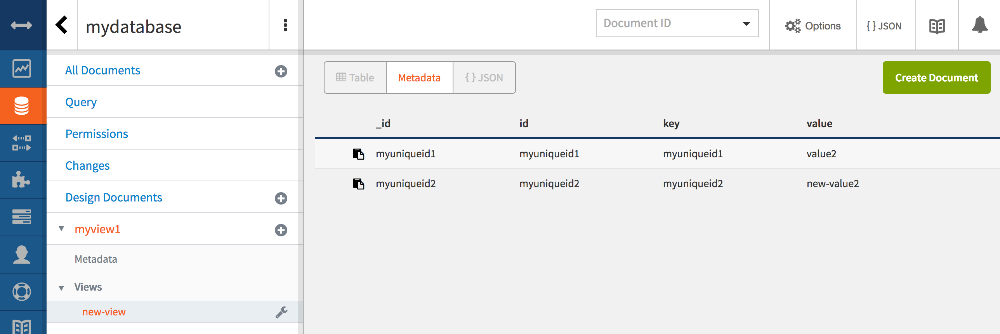 mydatabase
Document ID
Options
{ } JSON
All Documents
Query
Permissions
Changes
Design Documents
myview1
Metadata
Views
new-view
Table
Metadata
{ } JSON
Create Document
_id id key value
myuniqueid1 myuniqueid1 myuniqueid1 value2
myuniqueid2 myuniqueid2 myuniqueid2 new-value2